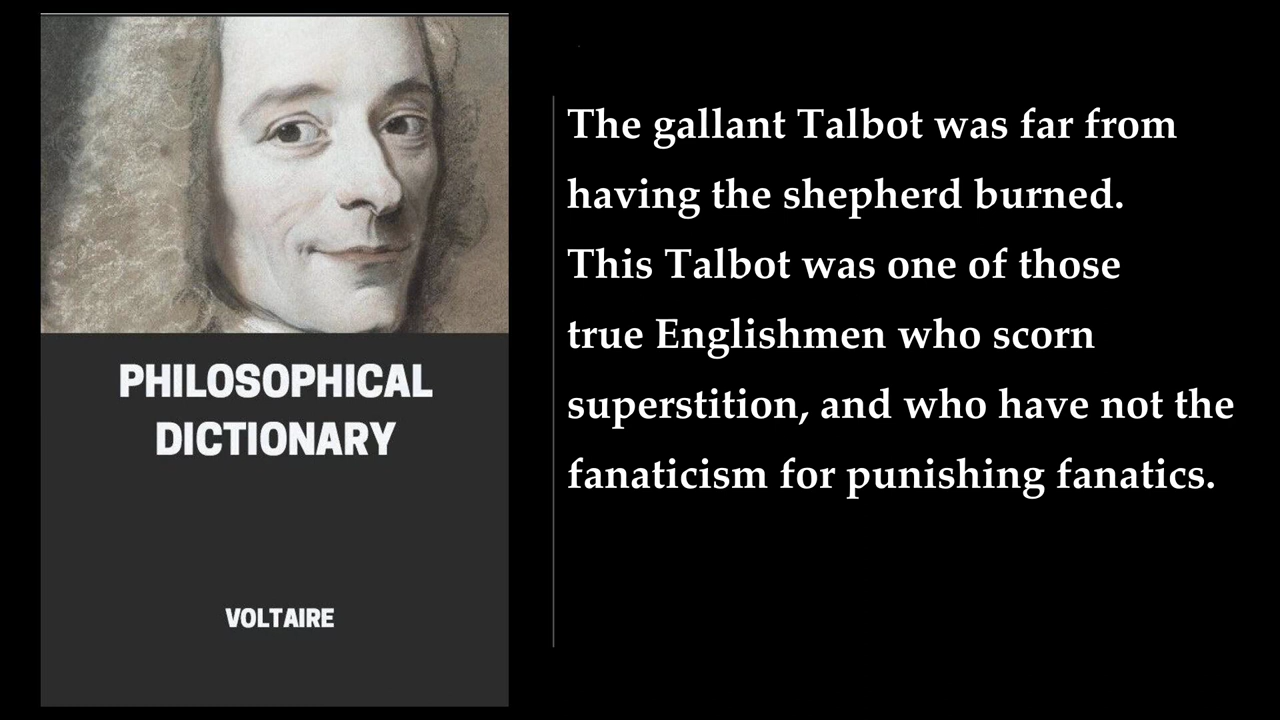 PHILOSOPHICAL
DICTIONARY
VOLTAIRE
The gallant Talbot was far from
having the shepherd burned.
This Talbot was one of those
true Englishmen who scorn
superstition, and who have not the
fanaticism for punishing fanatics.